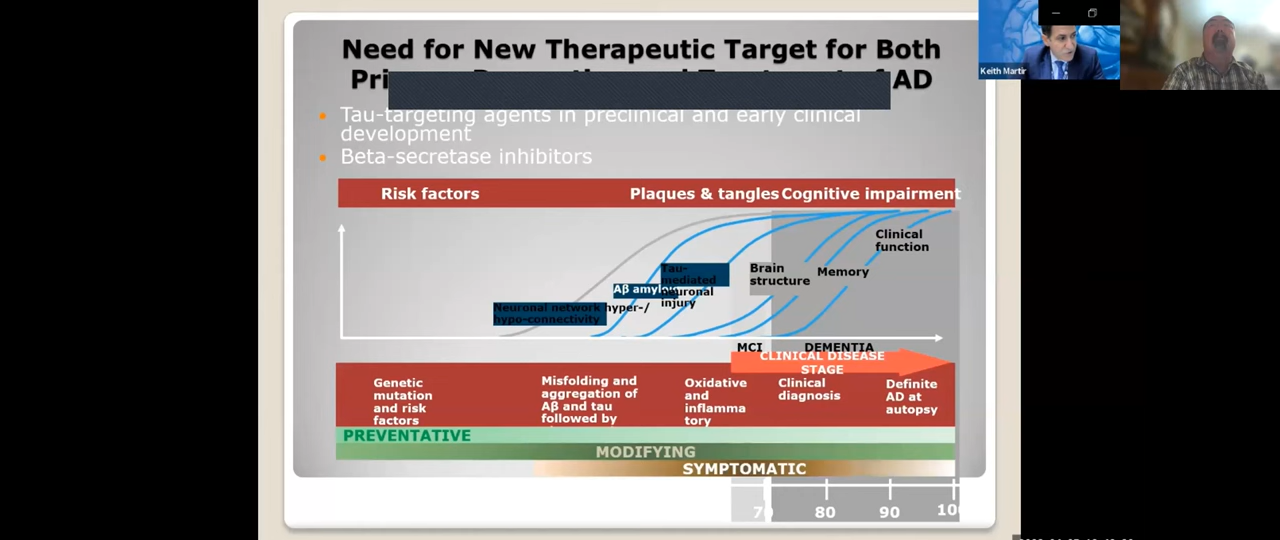 Need for New Therapeutic Target for Both
AD
Tau-targeting agents in preclinical and early clinical
development
Beta-secretase inhibitors
Risk factors
Plaques & tangles
Cognitive impairment
Clinical
function
Brain
structure
Memory
Tau-
mediated
neuronal
injury
Aβ
Neuronal network hyper-/
hypo-connectivity
MCI
DEMENTIA
CLINICAL DISEASE
STAGE
Genetic
mutation
and risk
factors
Misfolding and
aggregation of
Aβ and tau
followed by
Oxidative
and
inflamma
tory
Clinical
diagnosis
Definite
AD at
autopsy
PREVENTATIVE
MODIFYING
SYMPTOMATIC
70
80
90
100
Keith Martir